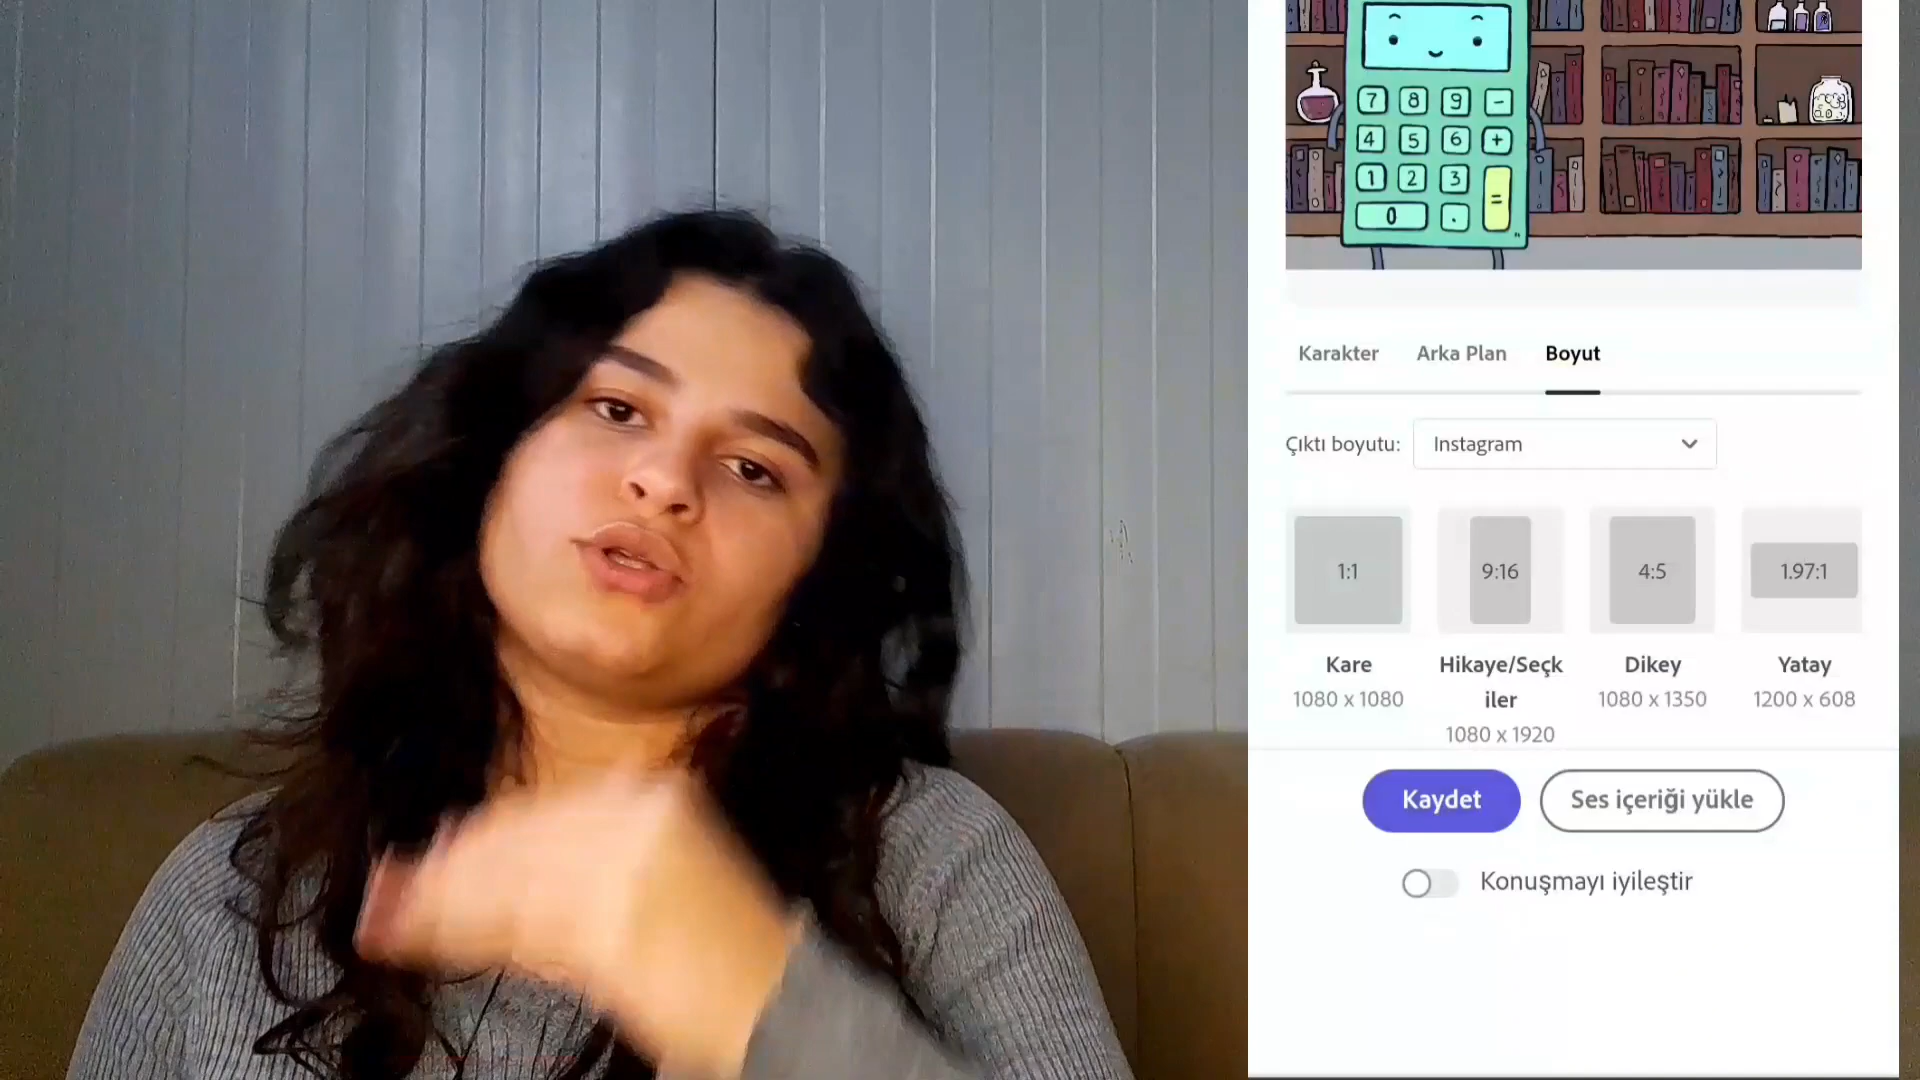 7 8 9 -
4 5 6 +
1 2 3 =
0 .
Karakter Arka Plan Boyut
Çıktı boyutu: Instagram
1:1 9:16 4:5 1.97:1
Kare Hikaye/Seçk Dikey Yatay
iler
1080 x 1080 1080 x 1350 1200 x 608
1080 x 1920
Kaydet Ses içeriği yükle
Konuşmayı iyileştir